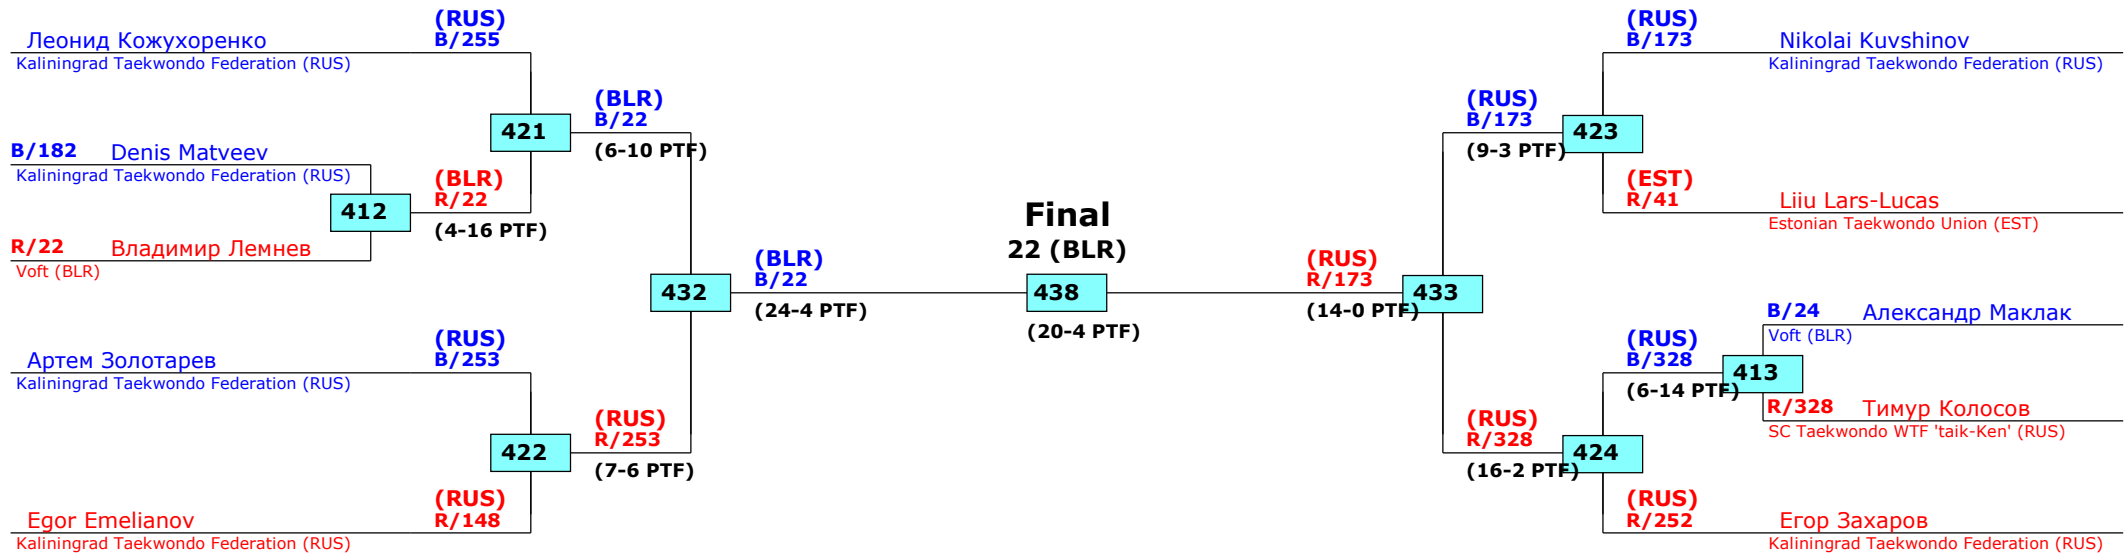 (RUS)
B/255
Леонид Кожухоренко
Kaliningrad Taekwondo Federation (RUS)
421
(BLR)
B/22
(6-10 PTF)
B/182 Denis Matveev
Kaliningrad Taekwondo Federation (RUS)
412
(BLR)
R/22
(4-16 PTF)
R/22 Владимир Лемнев
Voft (BLR)
432
(BLR)
B/22
(24-4 PTF)
(RUS)
B/253
Артем Золотарев
Kaliningrad Taekwondo Federation (RUS)
422
(RUS)
R/253
(7-6 PTF)
(RUS)
R/148
Egor Emelianov
Kaliningrad Taekwondo Federation (RUS)
Final
22 (BLR)
438
(20-4 PTF)
(RUS)
B/173
Nikolai Kuvshinov
Kaliningrad Taekwondo Federation (RUS)
(RUS)
B/173
(9-3 PTF)
423
(EST)
R/41
Liiu Lars-Lucas
Estonian Taekwondo Union (EST)
(RUS)
R/173
(14-0 PTF)
433
B/24 Александр Маклак
Voft (BLR)
(RUS)
B/328
(6-14 PTF)
413
R/328 Тимур Колосов
SC Taekwondo WTF 'taik-Ken' (RUS)
(RUS)
R/328
(16-2 PTF)
424
(RUS)
R/252
Егор Захаров
Kaliningrad Taekwondo Federation (RUS)